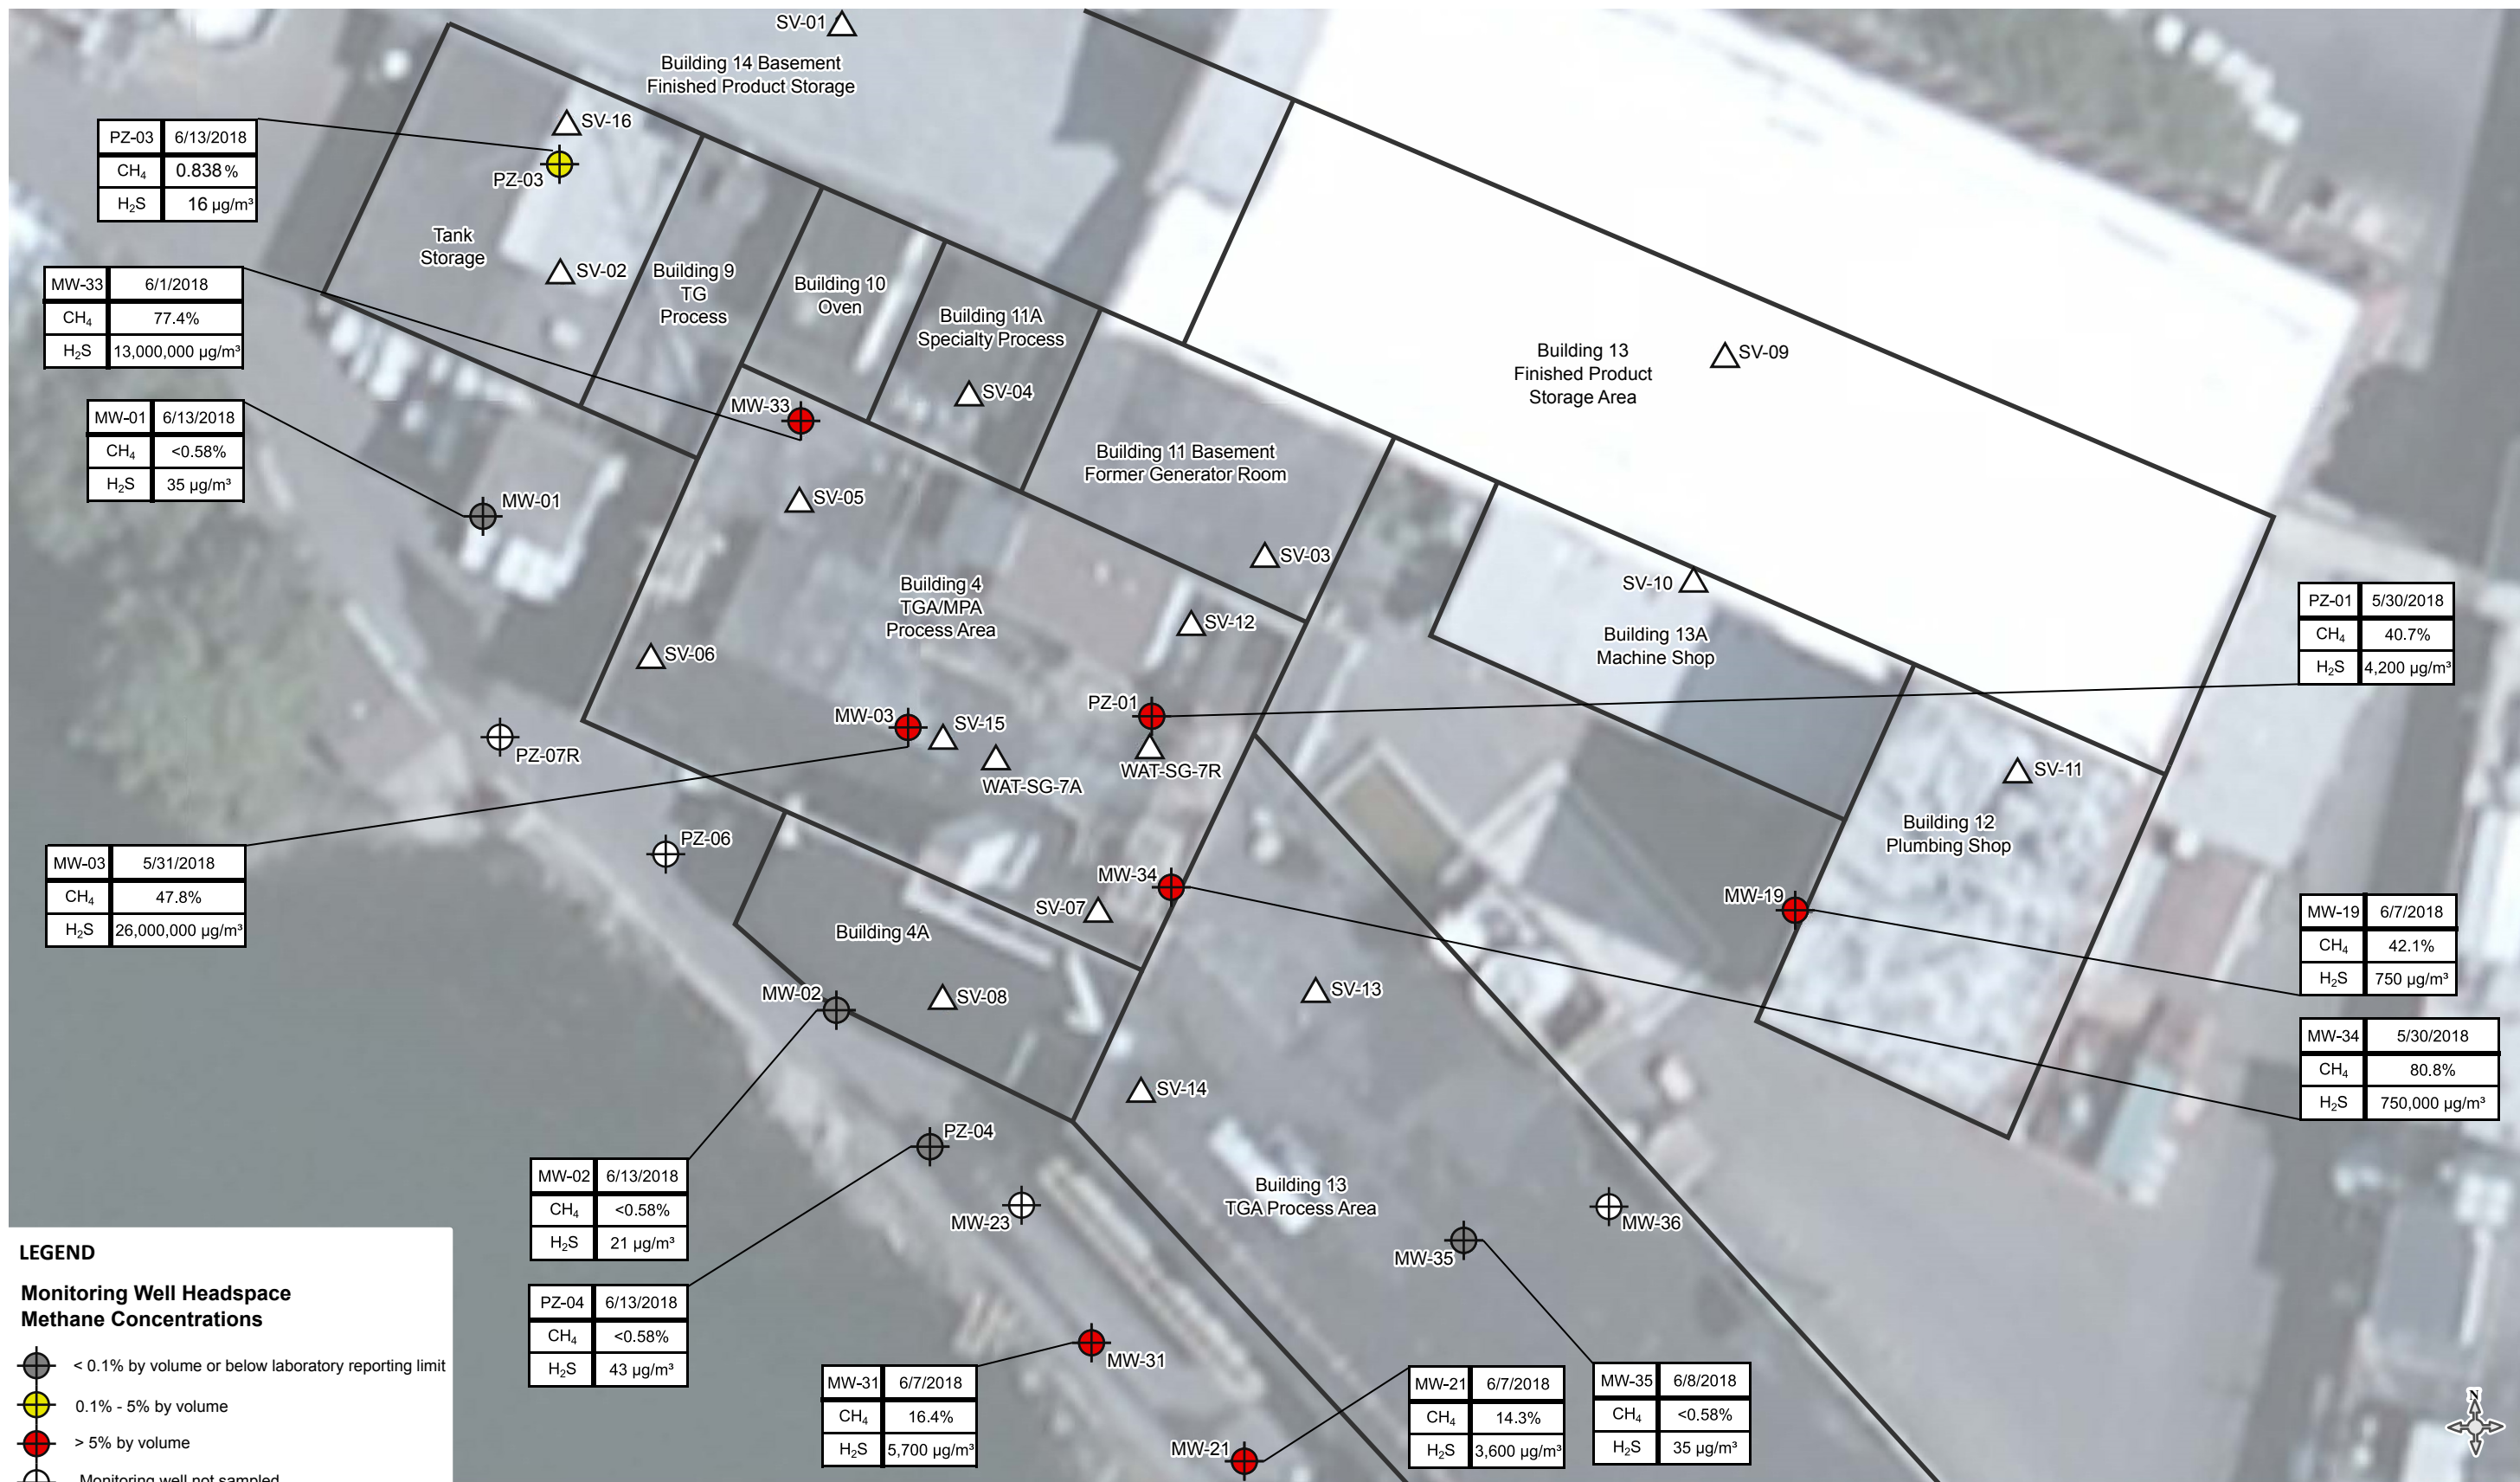 SV-01
Building 14 Basement
Finished Product Storage
SV-16
PZ-03
PZ-03 6/13/2018
CH₄ 0.838 %
H₂S 16 µg/m³
Tank
Storage
SV-02
Building 9
TG
Process
Building 10
Oven
Building 11A
Specialty Process
SV-04
MW-33 6/1/2018
CH₄ 77.4%
H₂S 13,000,000 µg/m³
Building 13
Finished Product
Storage Area
SV-09
MW-01 6/13/2018
CH₄ <0.58%
H₂S 35 µg/m³
MW-33
MW-01
SV-05
Building 11 Basement
Former Generator Room
SV-03
Building 4
TGA/MPA
Process Area
SV-12
SV-06
SV-10
Building 13A
Machine Shop
PZ-01 5/30/2018
CH₄ 40.7%
H₂S 4,200 µg/m³
PZ-07R
MW-03
SV-15
WAT-SG-7A
PZ-01
WAT-SG-7R
SV-11
Building 12
Plumbing Shop
MW-03 5/31/2018
CH₄ 47.8%
H₂S 26,000,000 µg/m³
PZ-06
MW-34
SV-07
MW-19
MW-19 6/7/2018
CH₄ 42.1%
H₂S 750 µg/m³
Building 4A
MW-02
SV-08
SV-13
MW-34 5/30/2018
CH₄ 80.8%
H₂S 750,000 µg/m³
SV-14
PZ-04
MW-02 6/13/2018
CH₄ <0.58%
H₂S 21 µg/m³
MW-23
Building 13
TGA Process Area
MW-35
MW-36
PZ-04 6/13/2018
CH₄ <0.58%
H₂S 43 µg/m³
MW-31
MW-31 6/7/2018
CH₄ 16.4%
H₂S 5,700 µg/m³
MW-21
MW-21 6/7/2018
CH₄ 14.3%
H₂S 3,600 µg/m³
MW-35 6/8/2018
CH₄ <0.58%
H₂S 35 µg/m³
LEGEND
Monitoring Well Headspace
Methane Concentrations
< 0.1% by volume or below laboratory reporting limit
0.1% - 5% by volume
> 5% by volume
Monitoring well not sampled
N